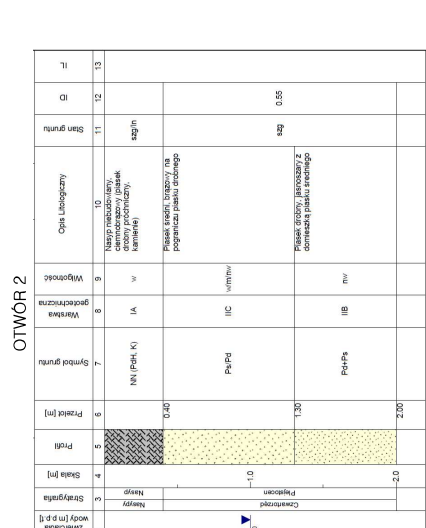 OTWÓR 2
zwierciadła
wody [m p.p.t]
Stratygrafia
Skala [m]
Profil
Przelot [m]
Symbol gruntu
Warstwa
geotechniczna
Wilgotność
Opis Litologiczny
Stan gruntu
ID
IL
3
4
5
6
7
8
9
10
11
12
13
Nasypy
Nasyp
NN (PdH, K)
IA
w
Nasyp niebudowlany,
ciemnobrązowy (piasek
drobny próchniczny,
kamienie)
szg/ln
0.40
Czwartorzęd
Plejstocen
1.0
Ps/Pd
IIC
w/m/nw
Piasek średni, brązowy na
pograniczu piasku drobnego
szg
0.55
1.30
Pd+Ps
IIB
nw
Piasek drobny, jasnoszary z
domieszką piasku średniego
2.0
2.00